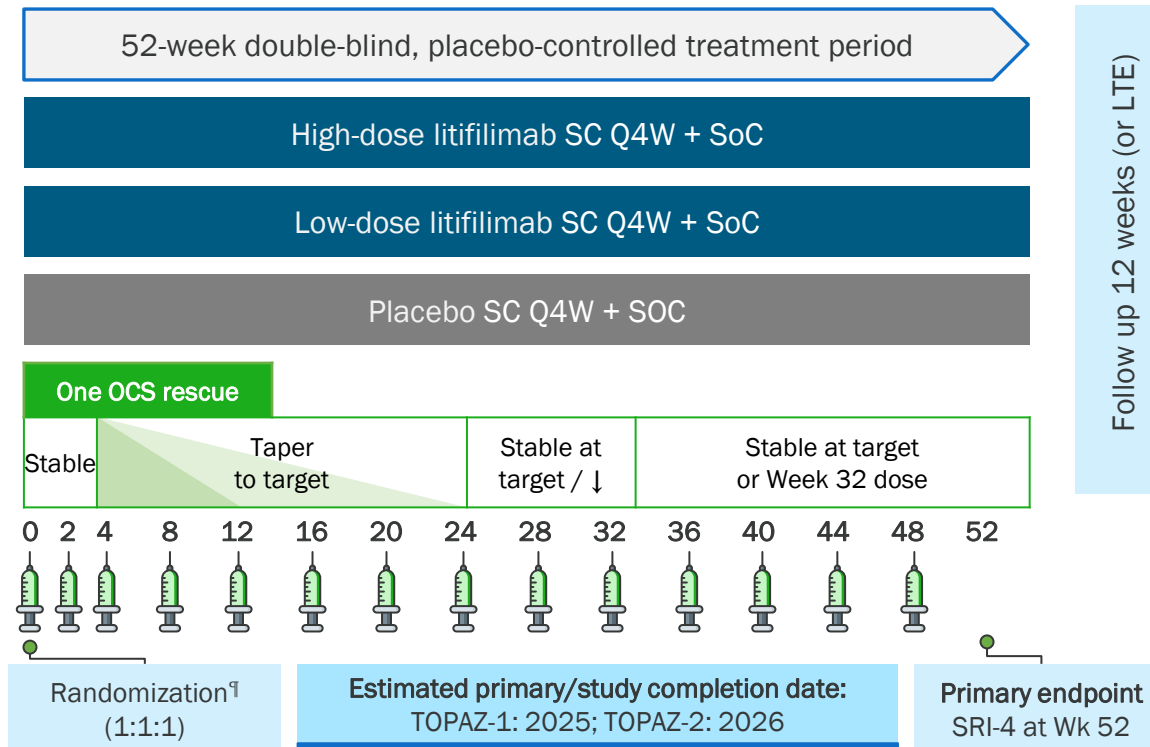 52-week double-blind, placebo-controlled treatment period
High-dose litifilimab SC Q4W + SoC
Low-dose litifilimab SC Q4W + SoC
Placebo SC Q4W + SOC
Follow up 12 weeks (or LTE)
One OCS rescue
Stable
Taper
to target
Stable at
target / ↓
Stable at target
or Week 32 dose
0 2 4 8 12 16 20 24 28 32 36 40 44 48 52
Randomization¶
(1:1:1)
Estimated primary/study completion date:
TOPAZ-1: 2025; TOPAZ-2: 2026
Primary endpoint
SRI-4 at Wk 52